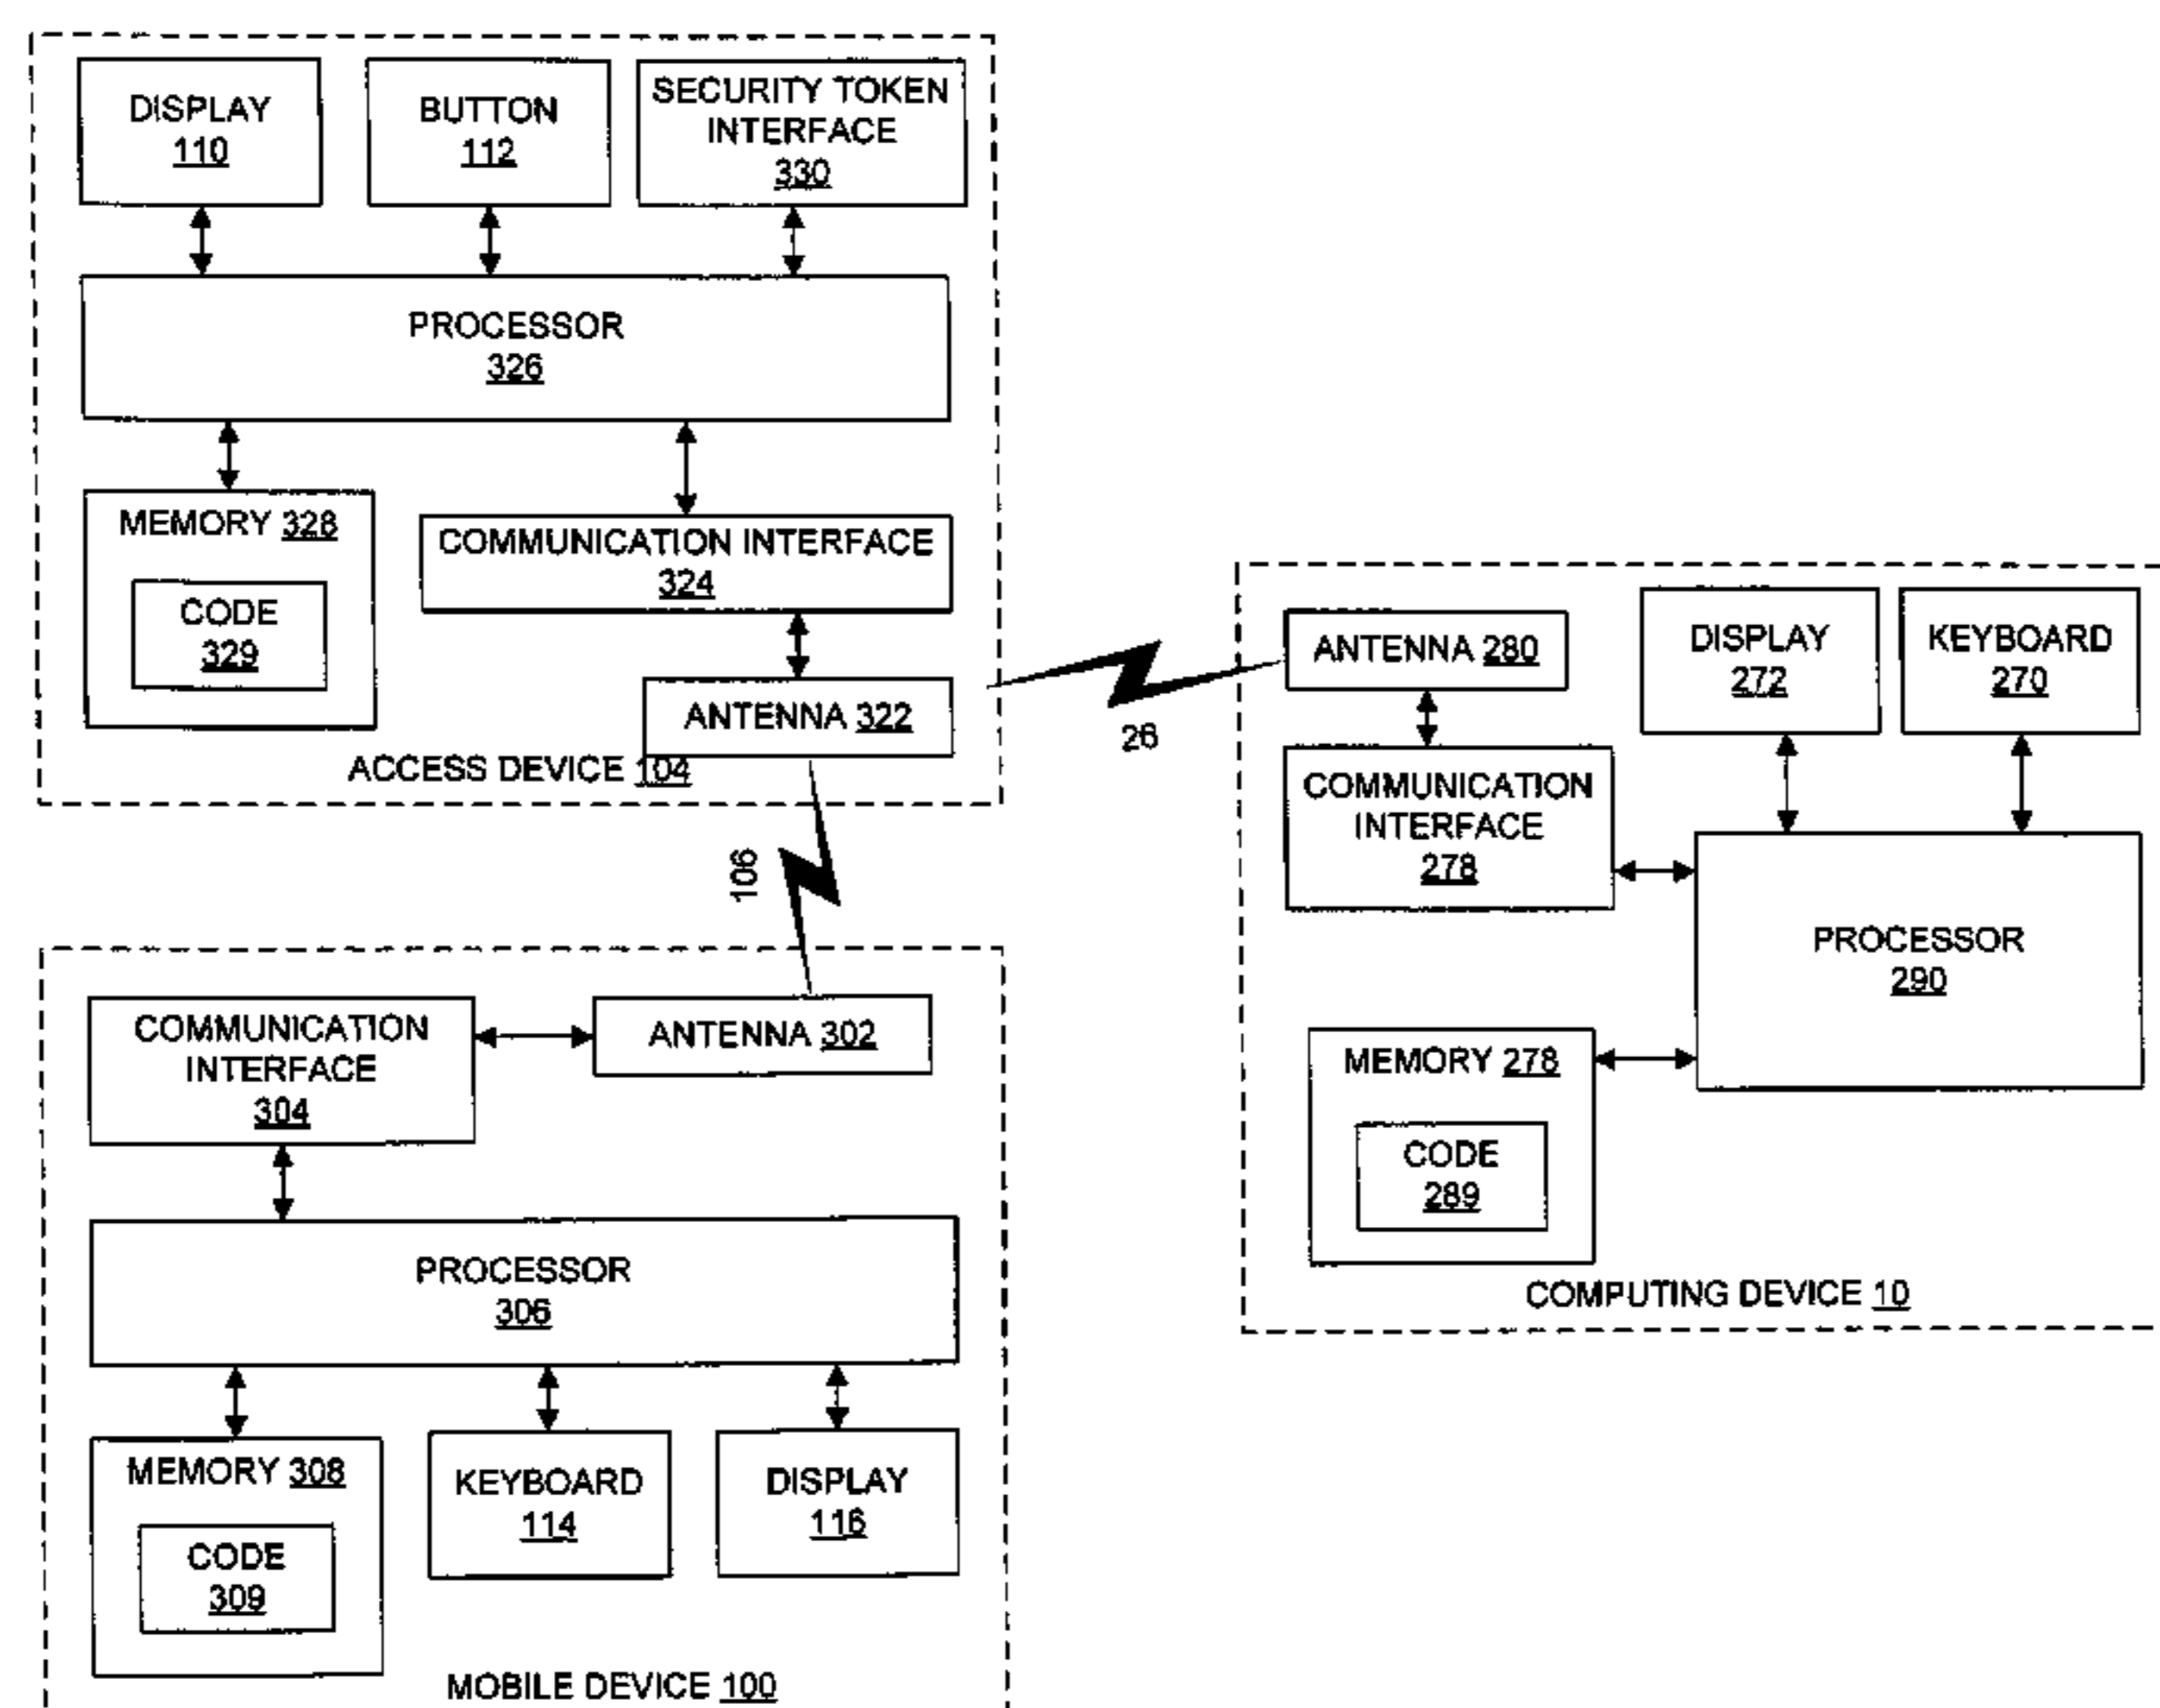 DISPLAY
110
BUTTON
112
SECURITY TOKEN
INTERFACE
330
PROCESSOR
326
MEMORY 328
CODE
329
COMMUNICATION INTERFACE
324
ANTENNA 322
ACCESS DEVICE 104
26
106
ANTENNA 280
DISPLAY
272
KEYBOARD
270
COMMUNICATION
INTERFACE
278
PROCESSOR
290
MEMORY 278
CODE
289
COMPUTING DEVICE 10
COMMUNICATION
INTERFACE
304
ANTENNA 302
PROCESSOR
306
MEMORY 308
CODE
309
KEYBOARD
114
DISPLAY
116
MOBILE DEVICE 100